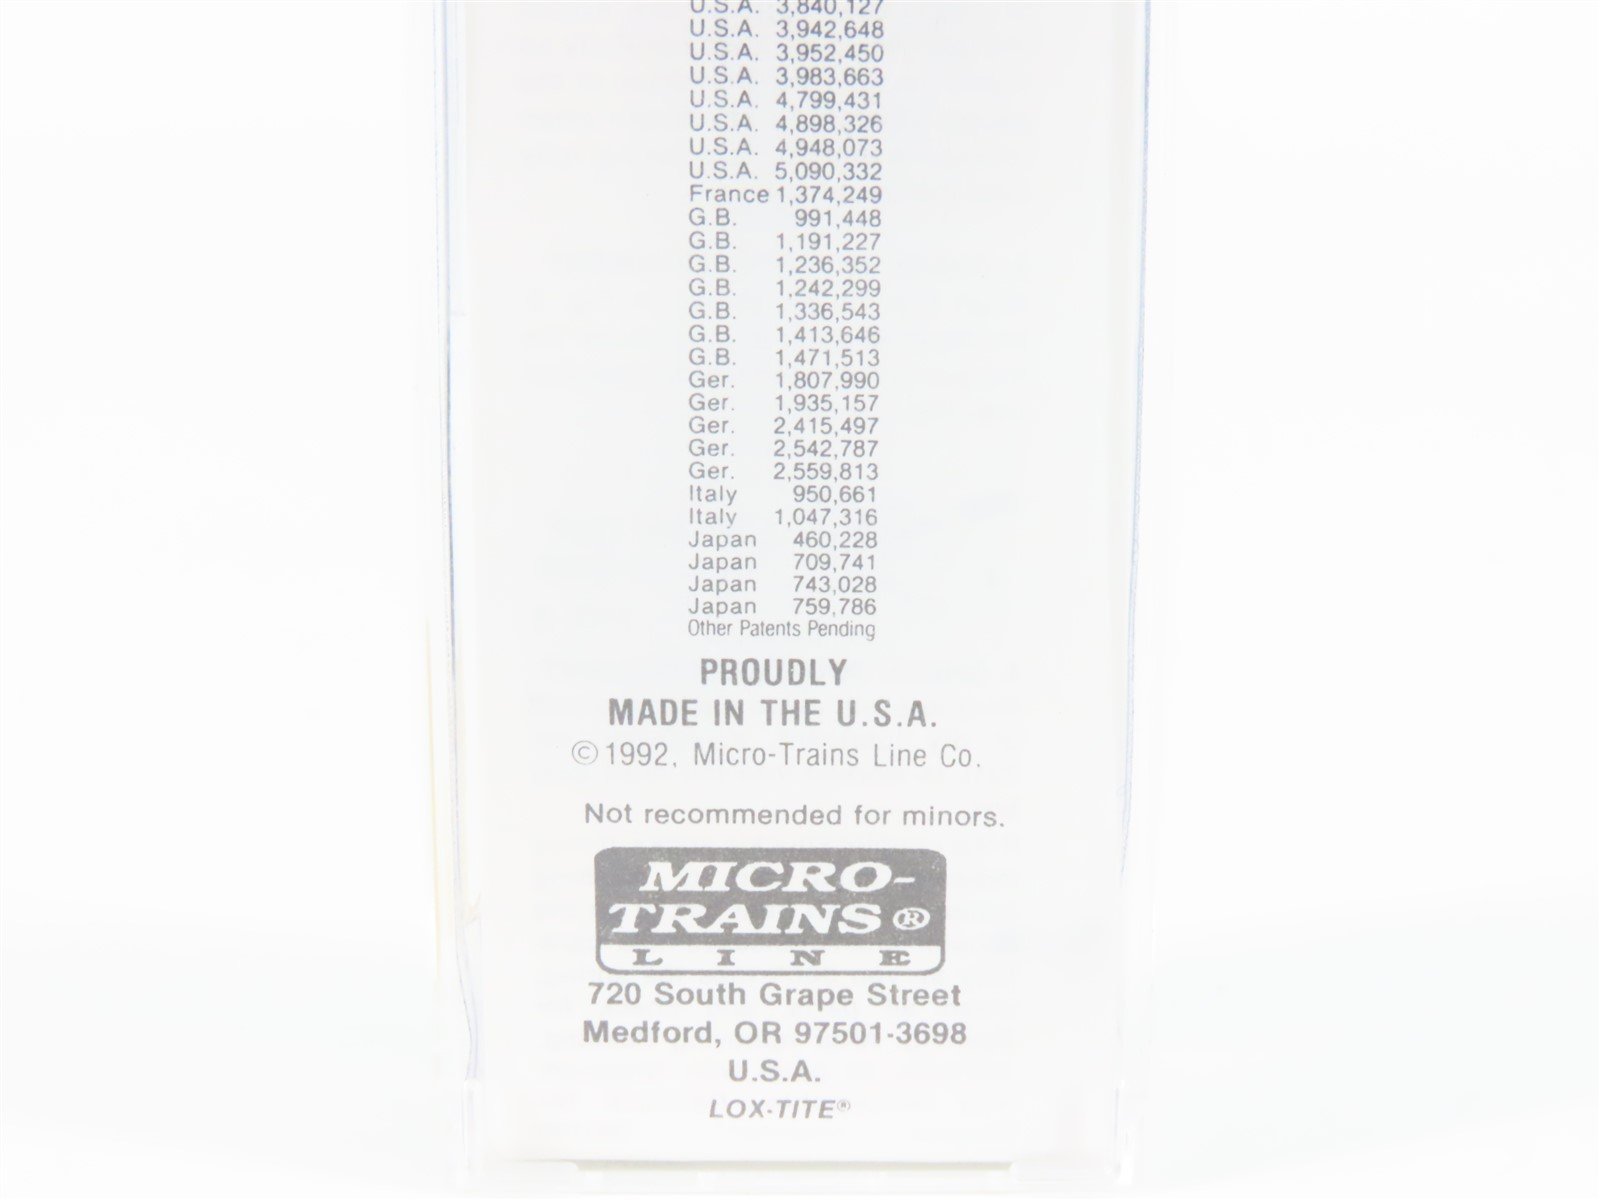 U.S.A. 3,840,127
U.S.A. 3,942,648
U.S.A. 3,952,450
U.S.A. 3,983,663
U.S.A. 4,799,431
U.S.A. 4,898,326
U.S.A. 4,948,073
U.S.A. 5,090,332
France 1,374,249
G.B. 991,448
G.B. 1,191,227
G.B. 1,236,352
G.B. 1,242,299
G.B. 1,336,543
G.B. 1,413,646
G.B. 1,471,513
Ger. 1,807,990
Ger. 1,935,157
Ger. 2,415,497
Ger. 2,542,787
Ger. 2,559,813
Italy 950,661
Italy 1,047,316
Japan 460,228
Japan 709,741
Japan 743,028
Japan 759,786
Other Patents Pending
PROUDLY
MADE IN THE U.S.A.
©1992, Micro-Trains Line Co.
Not recommended for minors.
MICRO-
TRAINS®
LINE
720 South Grape Street
Medford, OR 97501-3698
U.S.A.
LOX-TITE®